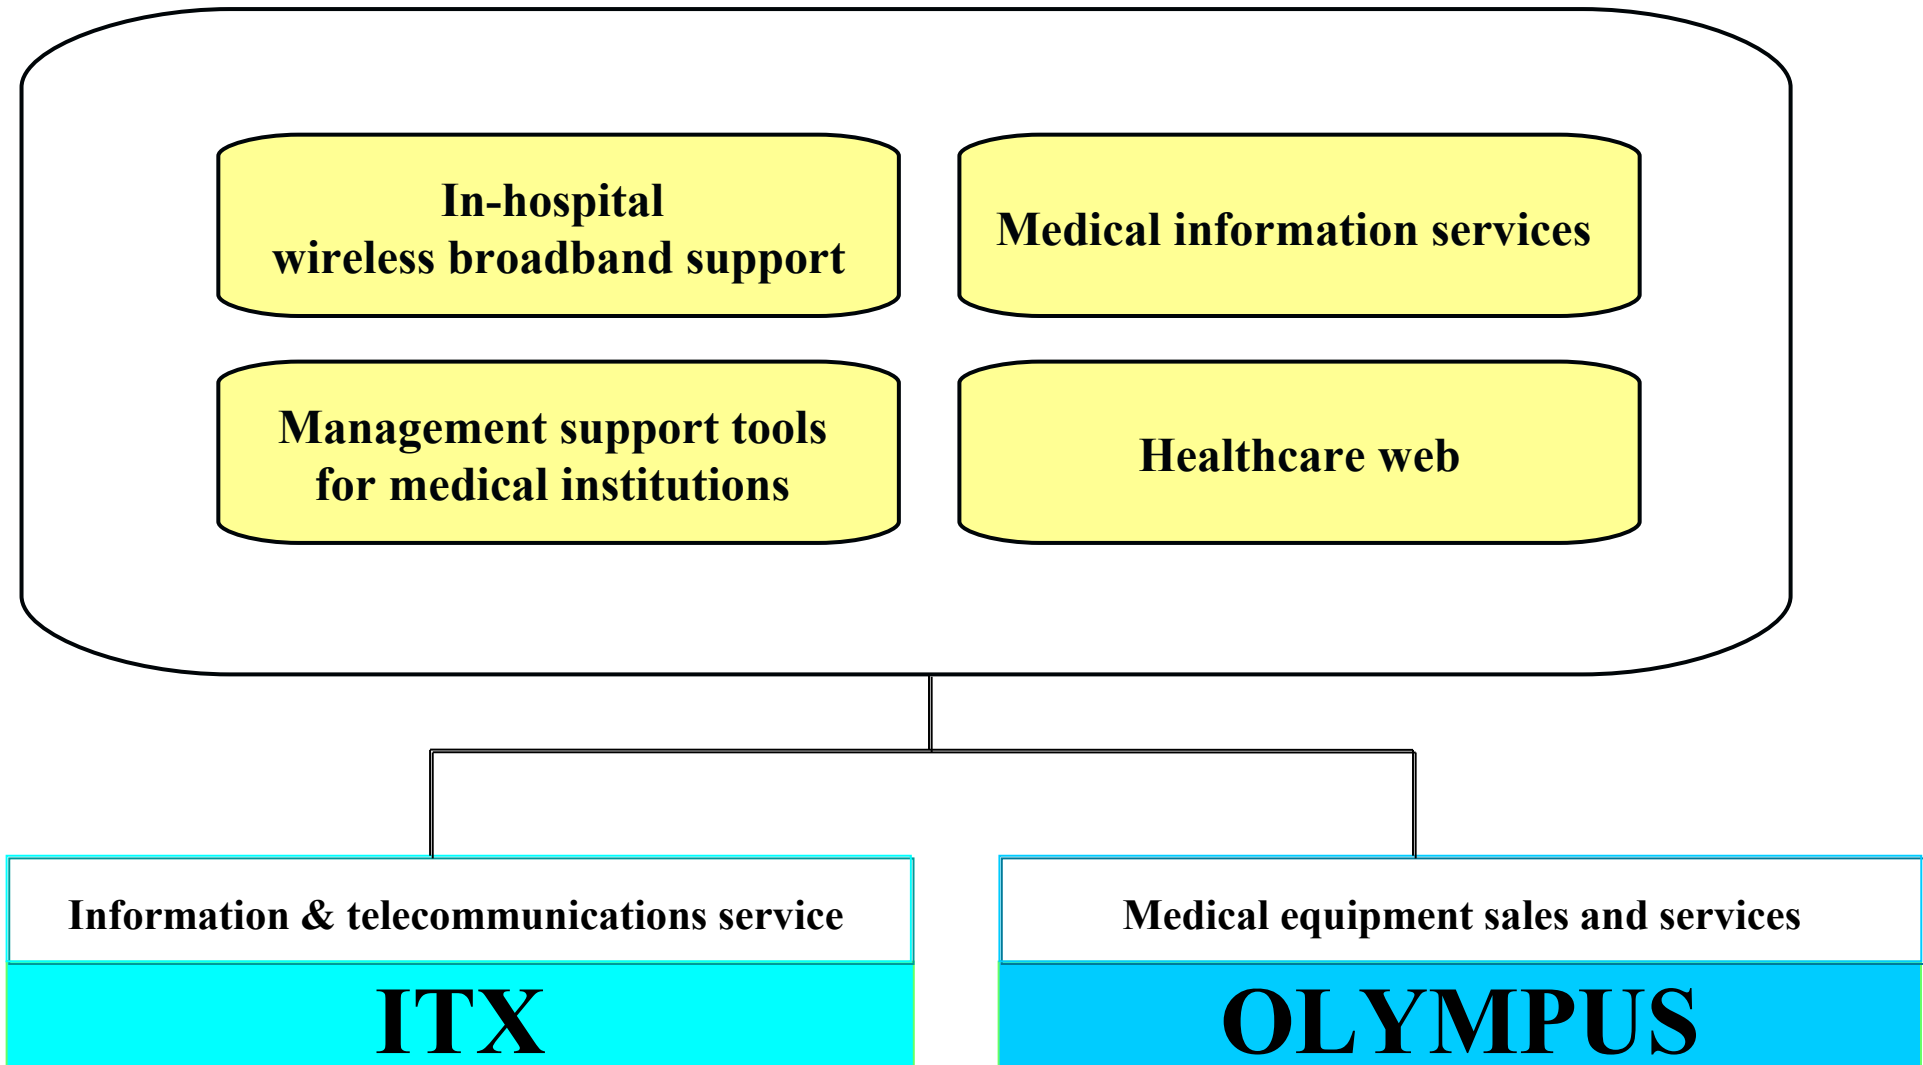 In-hospital
wireless broadband support
Medical information services
Management support tools
for medical institutions
Healthcare web
Information & telecommunications service
Medical equipment sales and services
ITX
OLYMPUS